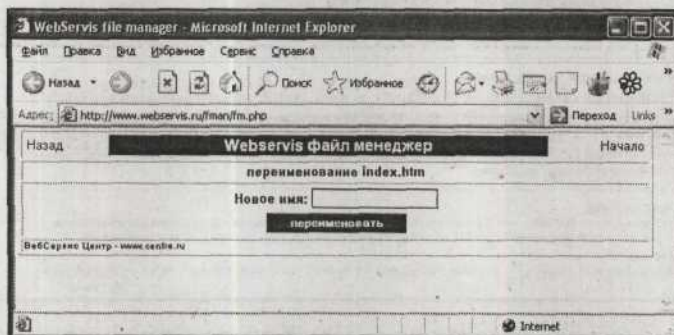 WebServis file manager - Microsoft Internet Explorer
Файл Правка Вид Избранное Сервис Справка
Назад Поиск Избранное »
Адрес: http://www.webservis.ru/fman/fm.php Переход Links »
Назад Webservis файл менеджер Начало
переименование index.htm
Новое имя:
переименовать
ВебСервис Центр - www.centre.ru
Internet